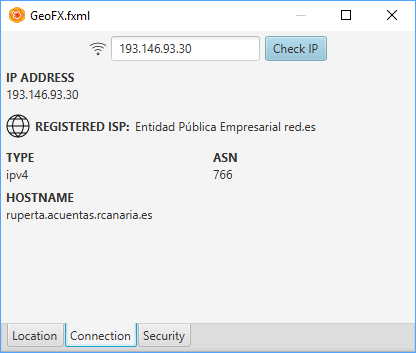 GeoFX.fxml
193.146.93.30 Check IP
IP ADDRESS
193.146.93.30
REGISTERED ISP: Entidad Pública Empresarial red.es
TYPE ASN
ipv4 766
HOSTNAME
ruperta.acuentas.rcanaria.es
Location Connection Security